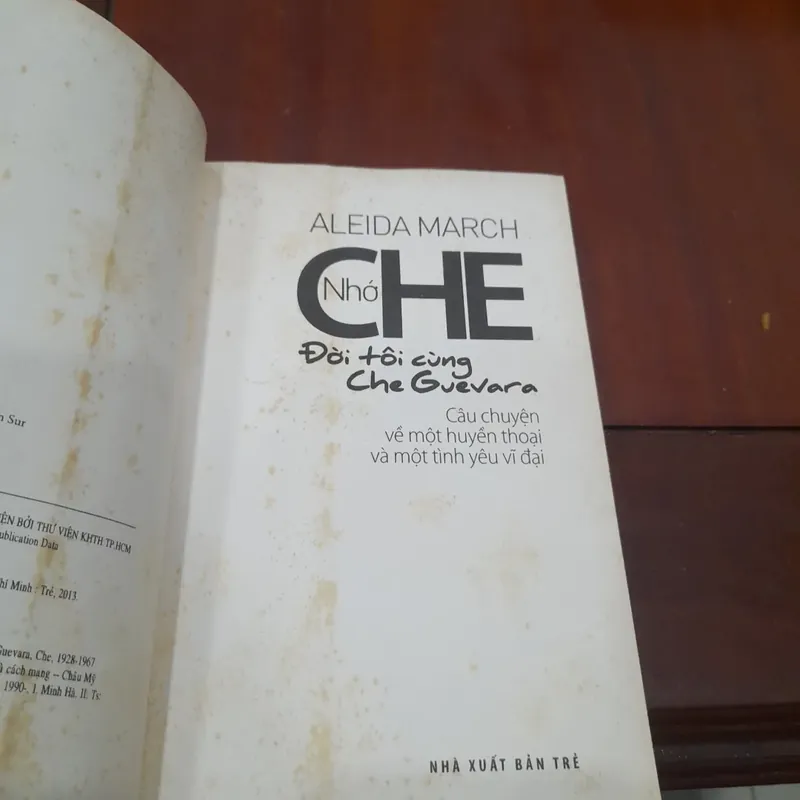 n Sur
ỆN BỞI THƯ VIỆN KHTH TP.HCM
ublication Data
hí Minh : Trẻ, 2013.
Guevara, Che, 1928-1967
à cách mạng – Châu Mỹ
1990-. I. Minh Hà. II. Ts:
ALEIDA MARCH
Nhớ
CHE
Đời tôi cùng
Che Guevara
Câu chuyện
về một huyền thoại
và một tình yêu vĩ đại
NHÀ XUẤT BẢN TRẺ